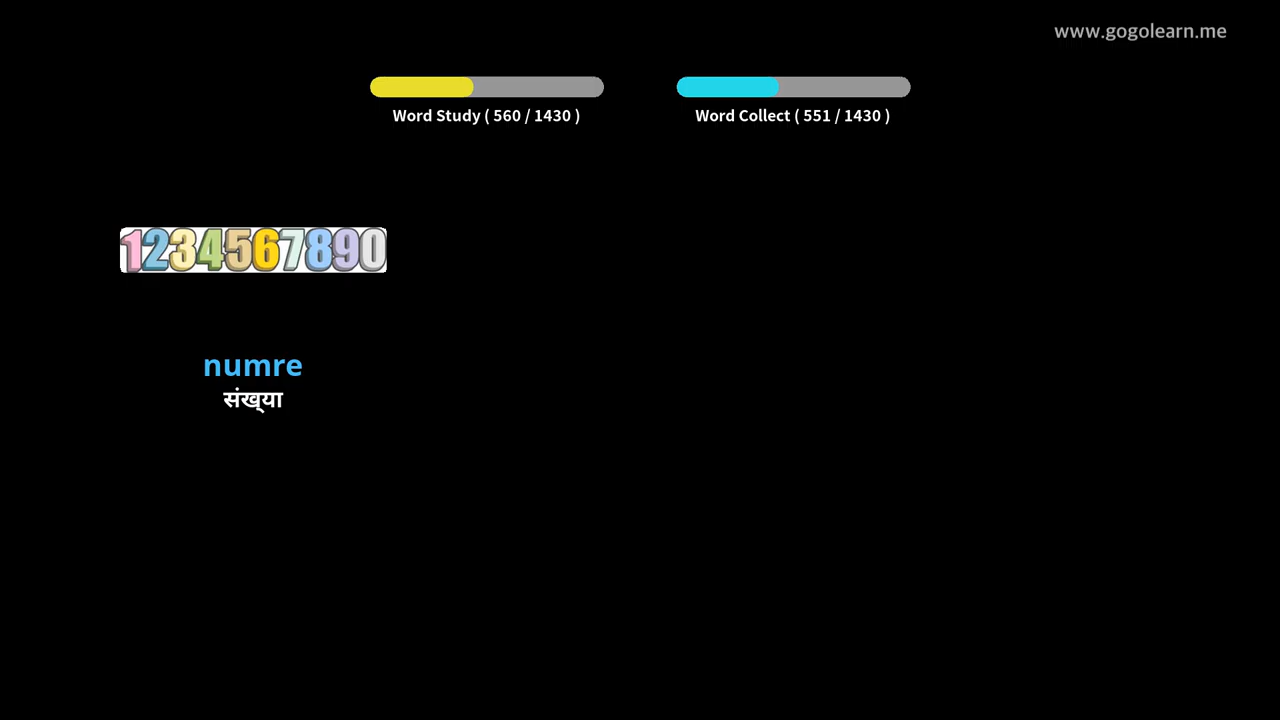 www.gogolearn.me
Word Study ( 560 / 1430 )
Word Collect ( 551 / 1430 )
1234567890
numre
संख्या